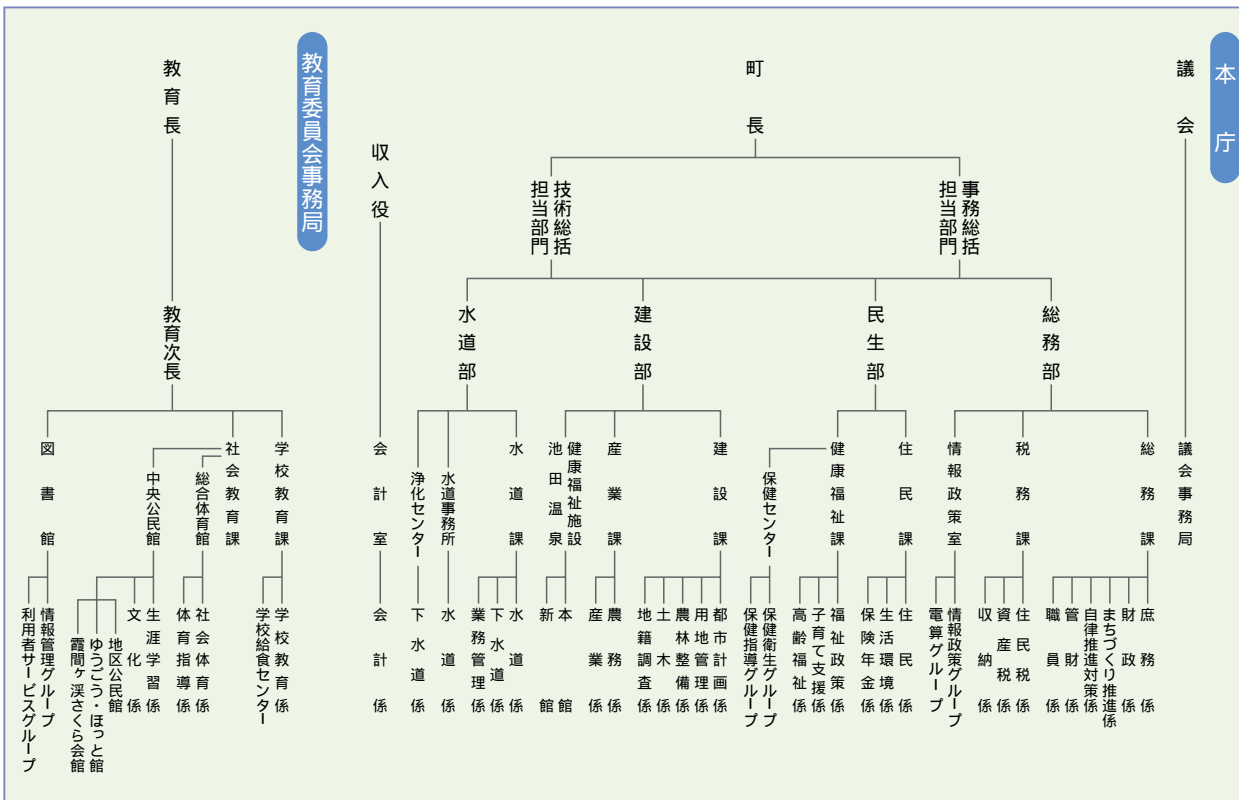 本庁
議会
議会事務局
町長
事務総括
担当部門
技術総括
担当部門
総務部
民生部
建設部
水道部
総務課
庶務係
財政係
まちづくり推進係
自律推進対策係
管財係
職員係
税務課
住民税係
資産税係
収納係
情報政策室
情報政策グループ
電算グループ
住民課
住民係
生活環境係
保険年金係
健康福祉課
福祉政策係
子育て支援係
高齢福祉係
保健センター
保健衛生グループ
保健指導グループ
建設課
都市計画係
用地管理係
農林整備係
土木係
地籍調査係
産業課
農務係
産業係
健康福祉施設
池田温泉
本館
新館
水道課
水道係
下水道係
業務管理係
水道事務所
水道係
浄化センター
下水道係
収入役
会計室
会計係
教育委員会事務局
教育長
教育次長
学校教育課
学校教育係
学校給食センター
社会教育課
総合体育館
社会体育係
体育指導係
中央公民館
生涯学習係
文化係
地区公民館
ゆうごう・ほっと館
霞間ヶ渓さくら会館
図書館
情報管理グループ
利用者サービスグループ